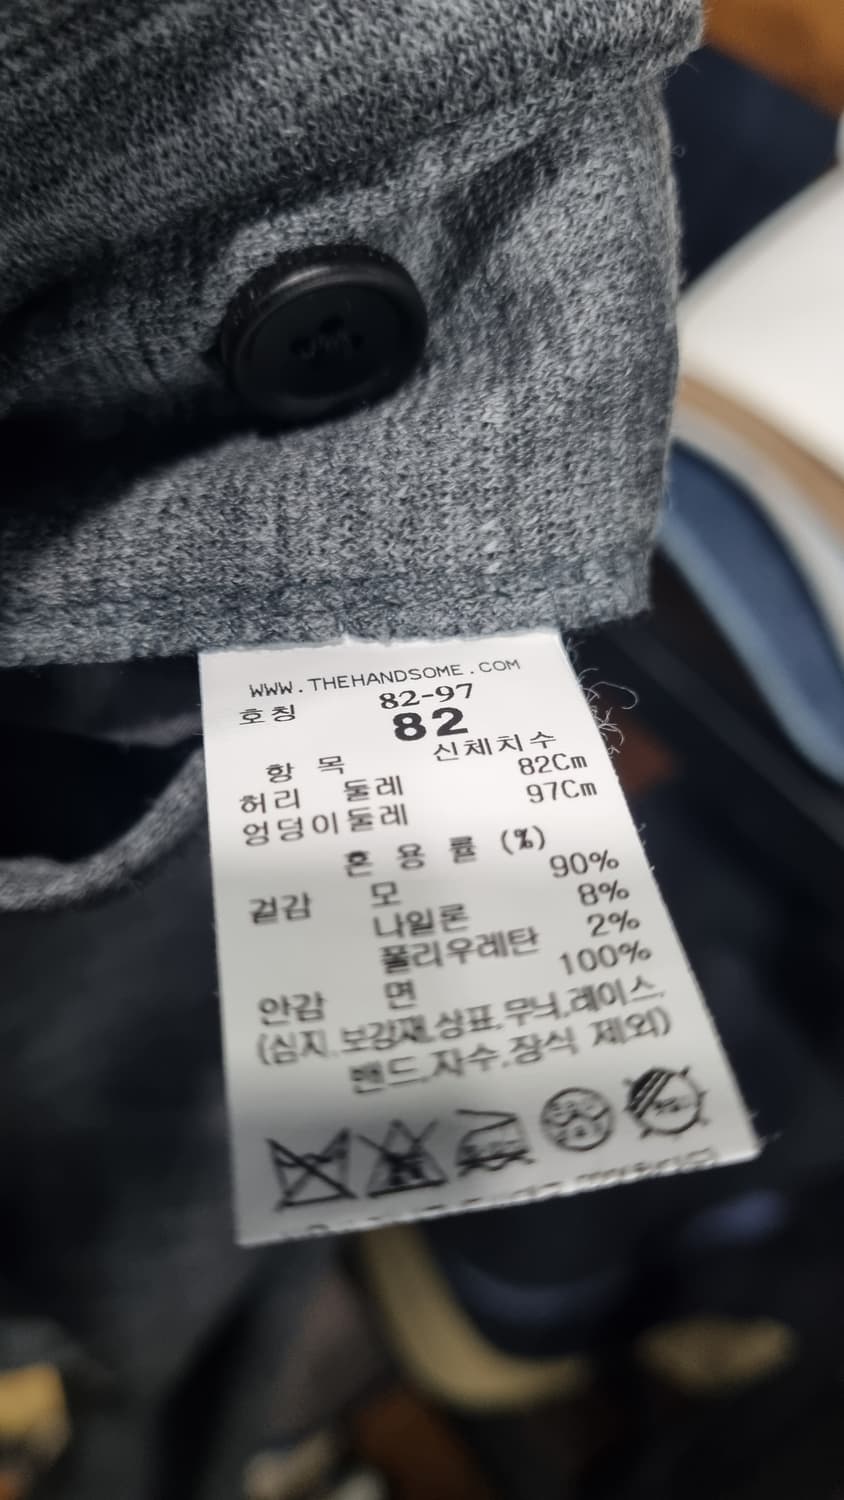 WWW.THEHANDSOME.COM
호칭 82-97
82
항 목 신체치수
허리 둘레 82Cm
엉덩이둘레 97Cm
혼 용 률 (%)
겉감 모 90%
나일론 8%
폴리우레탄 2%
안감 면 100%
(심지.보강재.상표.무늬.레이스.
밴드.자수.장식 제외)